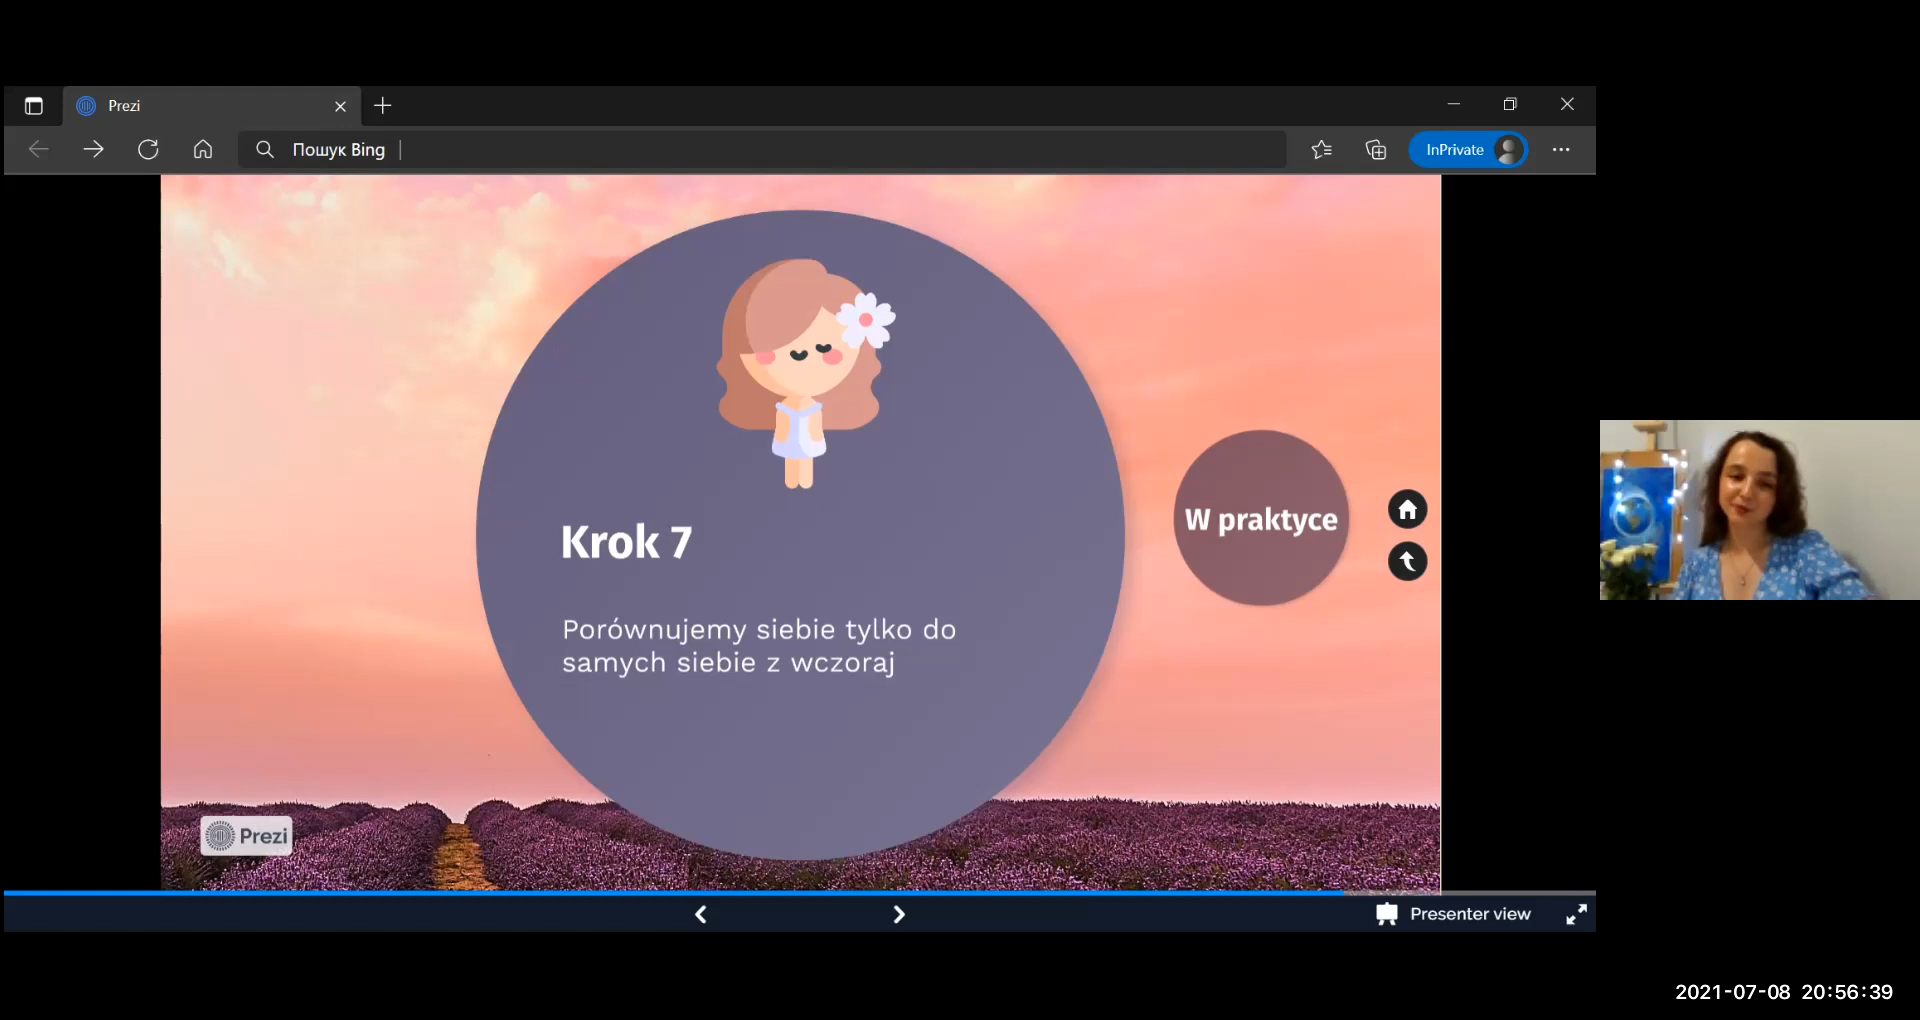 Prezi
Пошук Bing
InPrivate
Krok 7
Porównujemy siebie tylko do
samych siebie z wczoraj
W praktyce
Prezi
Presenter view
2021-07-08 20:56:39